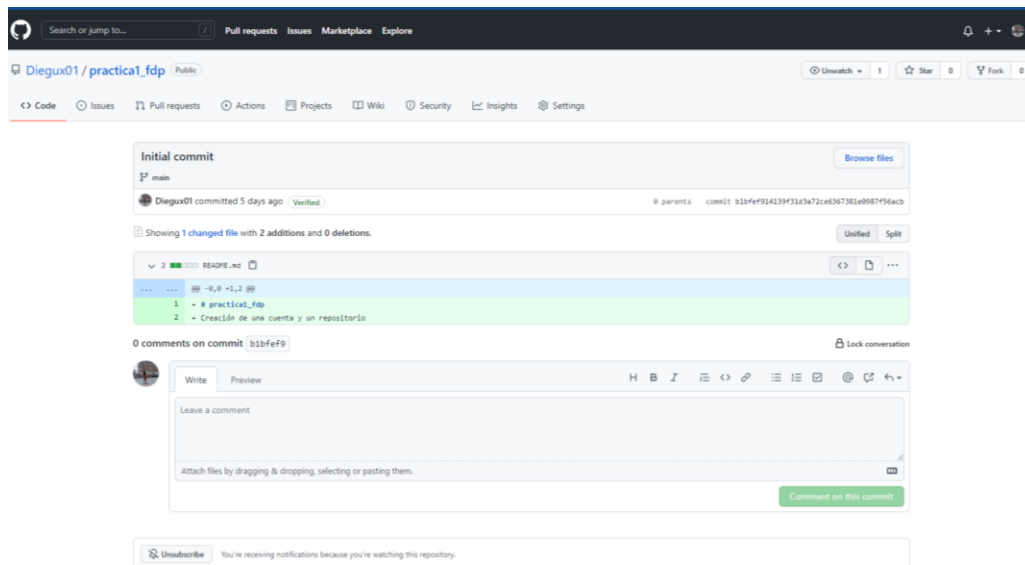 Search or jump to... / Pull requests Issues Marketplace Explore
Diegux01 / practica1_fdp Public Unwatch 1 Star 0 Fork 0
Code Issues Pull requests Actions Projects Wiki Security Insights Settings
Initial commit Browse files
main
Diegux01 committed 5 days ago Verified 0 parents commit b1bfef914139f31d3a72ce6367381e0987f56acb
Showing 1 changed file with 2 additions and 0 deletions. Unified Split
2 README.md
... ... @@ -0,0 +1,2 @@
1 + # practica1_fdp
2 + Creación de una cuenta y un repositorio
0 comments on commit b1bfef9 Lock conversation
Write Preview H B I
Leave a comment
Attach files by dragging & dropping, selecting or pasting them.
Comment on this commit
Unsubscribe You're receiving notifications because you're watching this repository.